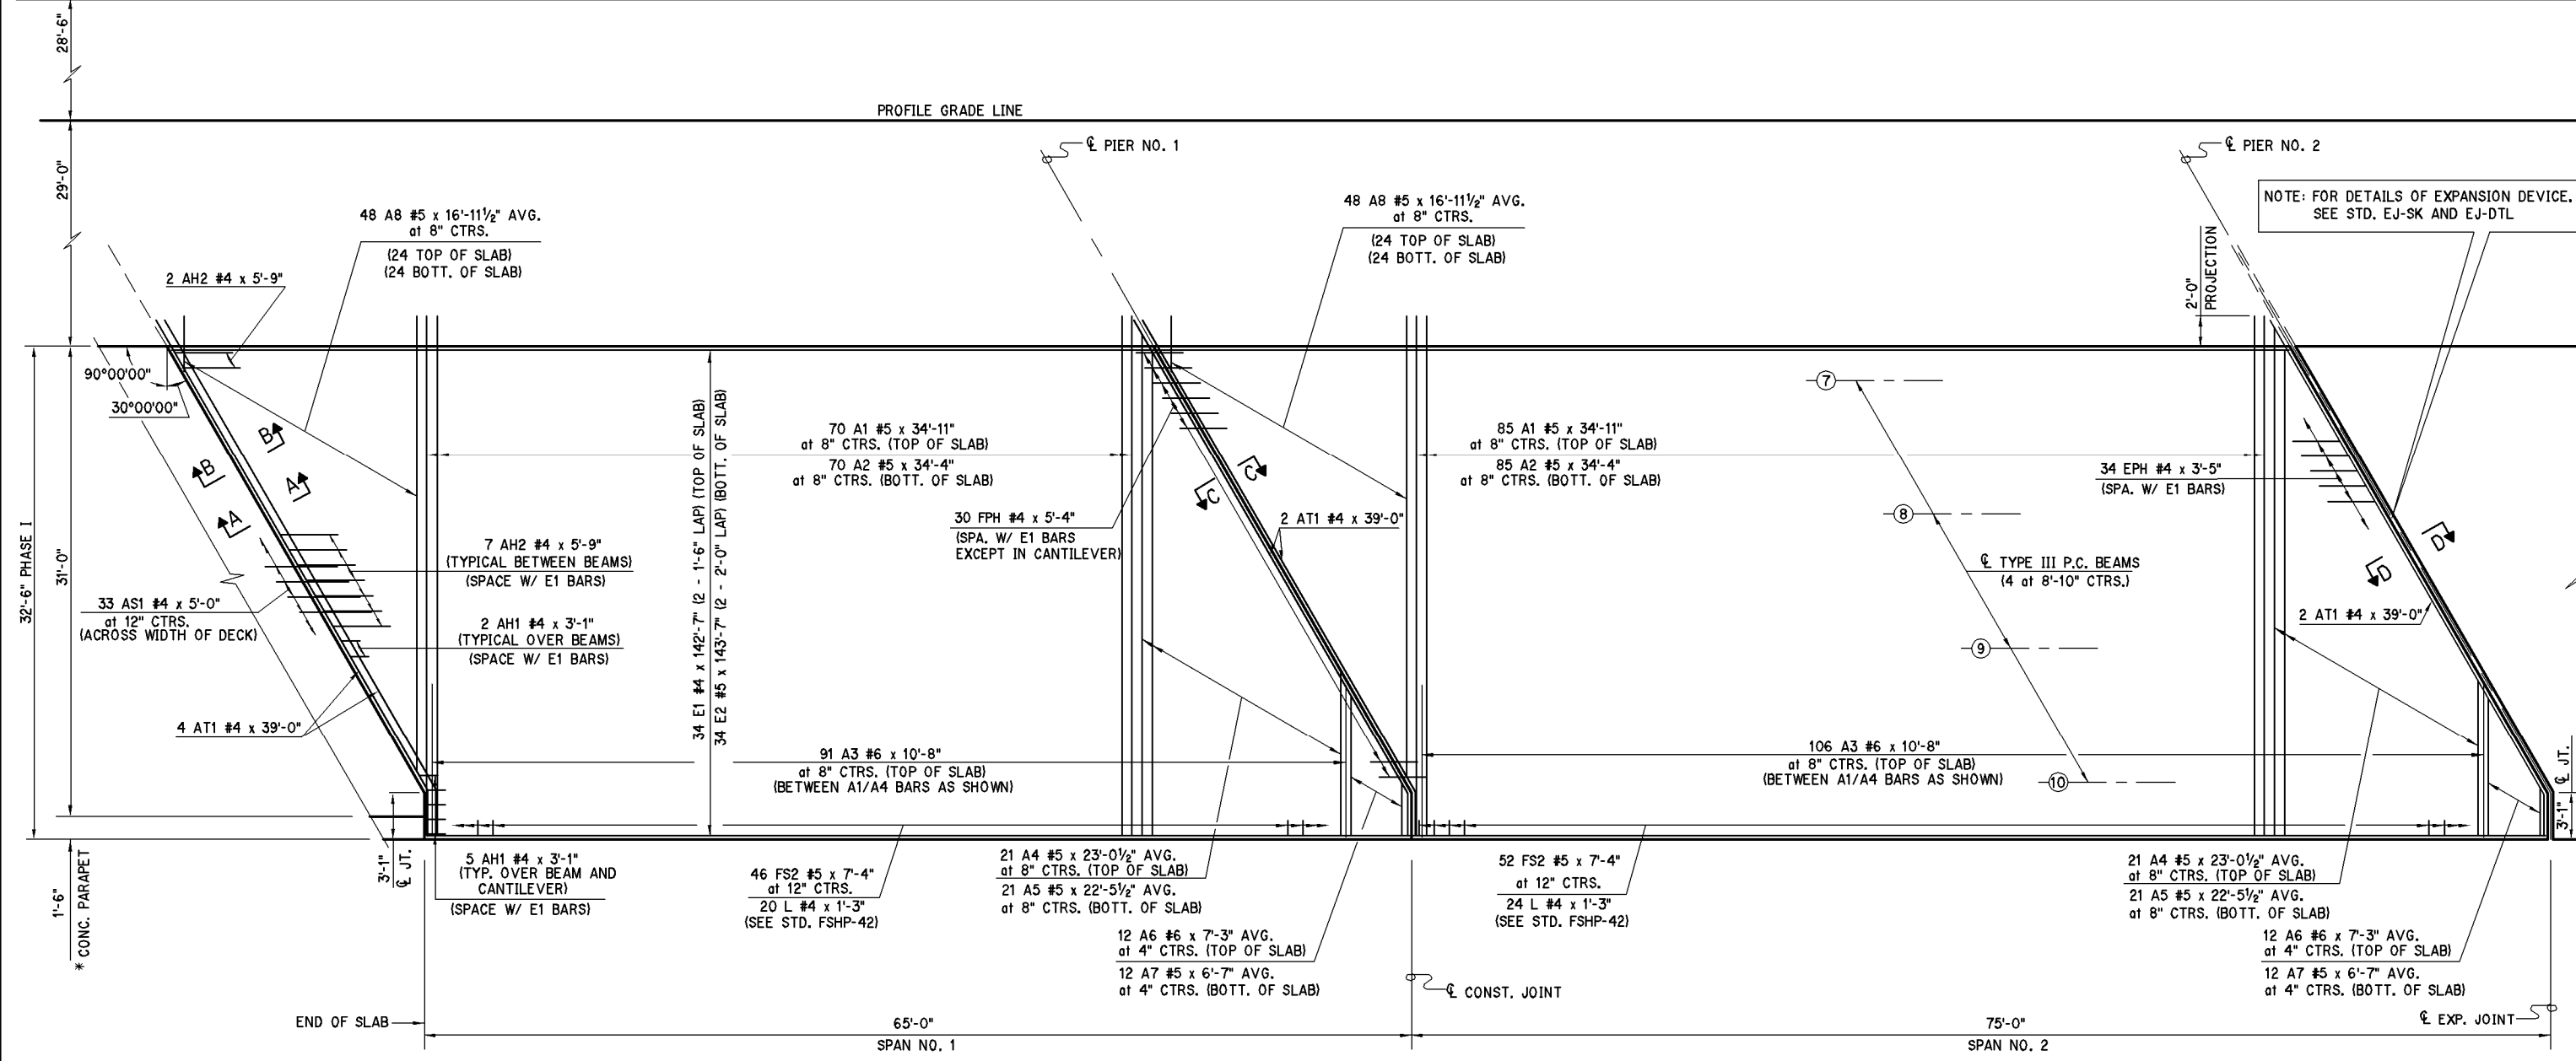 28'-6"
PROFILE GRADE LINE
29'-0"
℄ PIER NO. 1
℄ PIER NO. 2
NOTE: FOR DETAILS OF EXPANSION DEVICE,
SEE STD. EJ-SK AND EJ-DTL
48 A8 #5 x 16'-11½" AVG.
at 8" CTRS.
(24 TOP OF SLAB)
(24 BOTT. OF SLAB)
48 A8 #5 x 16'-11½" AVG.
at 8" CTRS.
(24 TOP OF SLAB)
(24 BOTT. OF SLAB)
2'-0"
PROJECTION
2 AH2 #4 x 5'-9"
90°00'00"
30°00'00"
B
B
A
A
32'-6" PHASE I
31'-0"
7 AH2 #4 x 5'-9"
(TYPICAL BETWEEN BEAMS)
(SPACE W/ E1 BARS)
33 AS1 #4 x 5'-0"
at 12" CTRS.
(ACROSS WIDTH OF DECK)
2 AH1 #4 x 3'-1"
(TYPICAL OVER BEAMS)
(SPACE W/ E1 BARS)
4 AT1 #4 x 39'-0"
34 E1 #4 x 142'-7" (2 - 1'-6" LAP) (TOP OF SLAB)
34 E2 #5 x 143'-7" (2 - 2'-0" LAP) (BOTT. OF SLAB)
70 A1 #5 x 34'-11"
at 8" CTRS. (TOP OF SLAB)
70 A2 #5 x 34'-4"
at 8" CTRS. (BOTT. OF SLAB)
30 FPH #4 x 5'-4"
(SPA. W/ E1 BARS
EXCEPT IN CANTILEVER)
C
C
2 AT1 #4 x 39'-0"
85 A1 #5 x 34'-11"
at 8" CTRS. (TOP OF SLAB)
85 A2 #5 x 34'-4"
at 8" CTRS. (BOTT. OF SLAB)
7
8
9
10
℄ TYPE III P.C. BEAMS
(4 at 8'-10" CTRS.)
34 EPH #4 x 3'-5"
(SPA. W/ E1 BARS)
D
D
2 AT1 #4 x 39'-0"
91 A3 #6 x 10'-8"
at 8" CTRS. (TOP OF SLAB)
(BETWEEN A1/A4 BARS AS SHOWN)
106 A3 #6 x 10'-8"
at 8" CTRS. (TOP OF SLAB)
(BETWEEN A1/A4 BARS AS SHOWN)
3'-1"
℄ JT.
3'-1"
℄ JT.
1'-6"
* CONC. PARAPET
5 AH1 #4 x 3'-1"
(TYP. OVER BEAM AND
CANTILEVER)
(SPACE W/ E1 BARS)
46 FS2 #5 x 7'-4"
at 12" CTRS.
20 L #4 x 1'-3"
(SEE STD. FSHP-42)
21 A4 #5 x 23'-0½" AVG.
at 8" CTRS. (TOP OF SLAB)
21 A5 #5 x 22'-5½" AVG.
at 8" CTRS. (BOTT. OF SLAB)
12 A6 #6 x 7'-3" AVG.
at 4" CTRS. (TOP OF SLAB)
12 A7 #5 x 6'-7" AVG.
at 4" CTRS. (BOTT. OF SLAB)
52 FS2 #5 x 7'-4"
at 12" CTRS.
24 L #4 x 1'-3"
(SEE STD. FSHP-42)
21 A4 #5 x 23'-0½" AVG.
at 8" CTRS. (TOP OF SLAB)
21 A5 #5 x 22'-5½" AVG.
at 8" CTRS. (BOTT. OF SLAB)
12 A6 #6 x 7'-3" AVG.
at 4" CTRS. (TOP OF SLAB)
12 A7 #5 x 6'-7" AVG.
at 4" CTRS. (BOTT. OF SLAB)
℄ CONST. JOINT
℄ EXP. JOINT
END OF SLAB
65'-0"
SPAN NO. 1
75'-0"
SPAN NO. 2